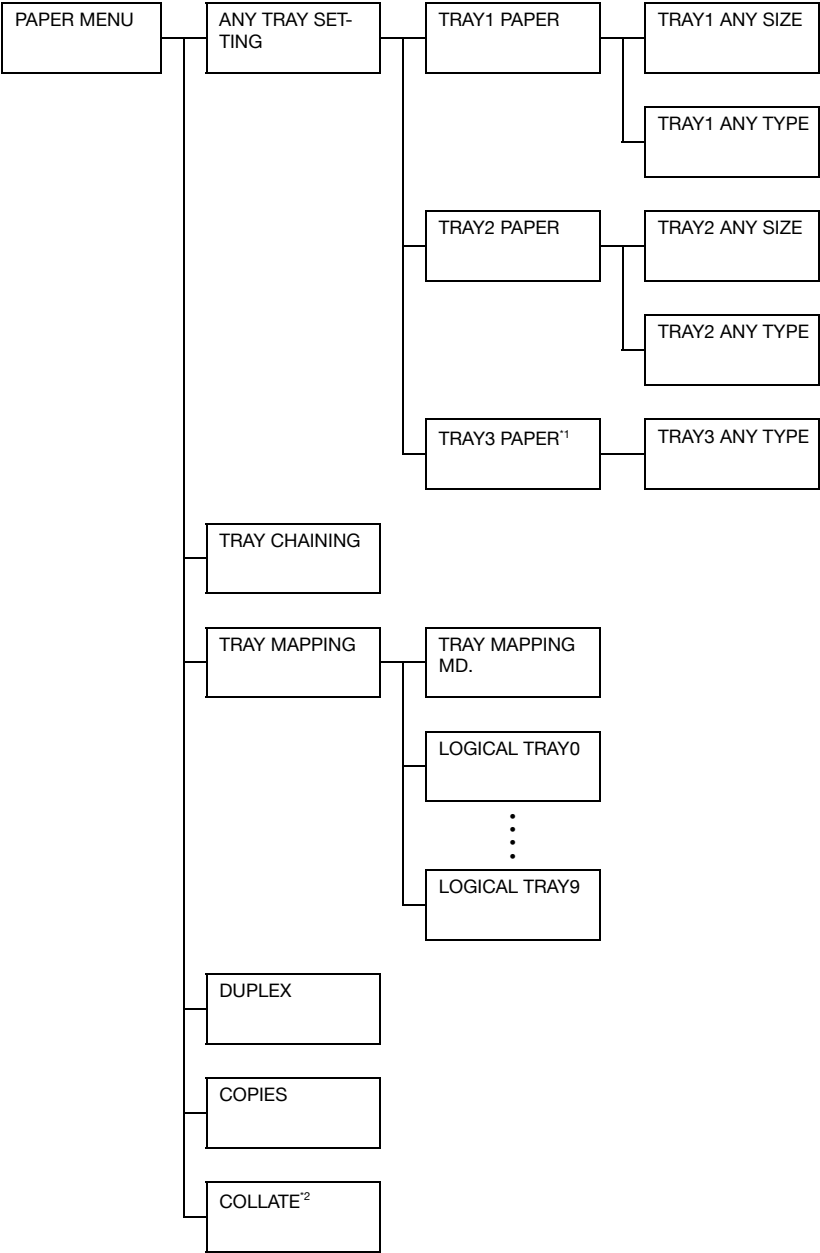 PAPER MENU
ANY TRAY SET-
TING
TRAY1 PAPER
TRAY1 ANY SIZE
TRAY1 ANY TYPE
TRAY2 PAPER
TRAY2 ANY SIZE
TRAY2 ANY TYPE
TRAY3 PAPER*1
TRAY3 ANY TYPE
TRAY CHAINING
TRAY MAPPING
TRAY MAPPING
MD.
LOGICAL TRAY0
LOGICAL TRAY9
DUPLEX
COPIES
COLLATE*2